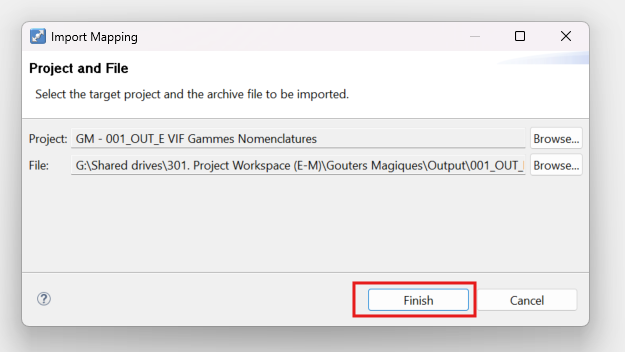 Import Mapping
Project and File
Select the target project and the archive file to be imported.
Project: GM - 001_OUT_E VIF Gammes Nomenclatures Browse...
File: G:\Shared drives\301. Project Workspace (E-M)\Gouters Magiques\Output\001_OUT_ Browse...
? Finish Cancel